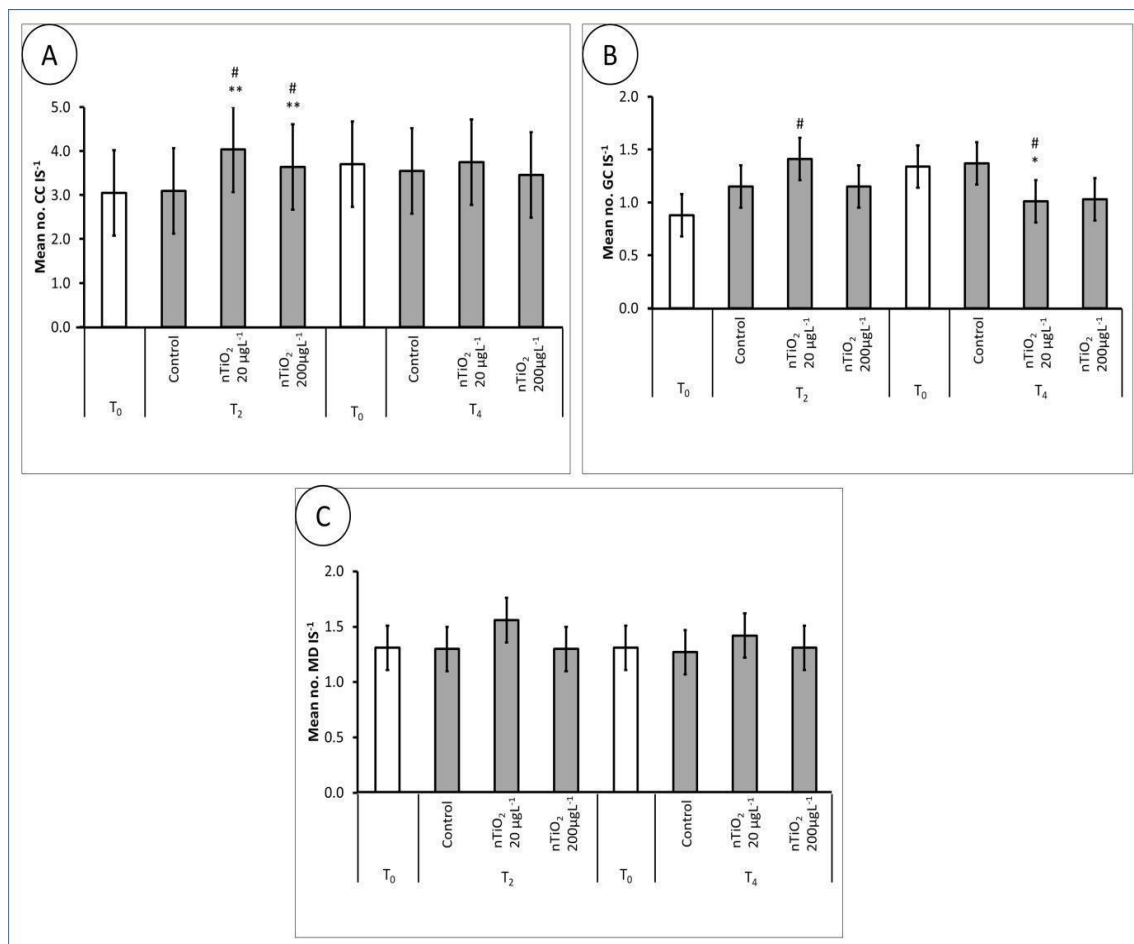 A
Mean no. CC IS⁻¹
5.0
4.0
3.0
2.0
1.0
0.0
#
**
#
**
Control
nTiO₂
20 µgL⁻¹
nTiO₂
200µgL⁻¹
Control
nTiO₂
20 µgL⁻¹
nTiO₂
200µgL⁻¹
T₀
T₂
T₀
T₄
B
Mean no. GC IS⁻¹
2.0
1.5
1.0
0.5
0.0
#
#
*
Control
nTiO₂
20 µgL⁻¹
nTiO₂
200µgL⁻¹
Control
nTiO₂
20 µgL⁻¹
nTiO₂
200µgL⁻¹
T₀
T₂
T₀
T₄
C
Mean no. MD IS⁻¹
2.0
1.5
1.0
0.5
0.0
Control
nTiO₂
20 µgL⁻¹
nTiO₂
200µgL⁻¹
Control
nTiO₂
20 µgL⁻¹
nTiO₂
200µgL⁻¹
T₀
T₂
T₀
T₄